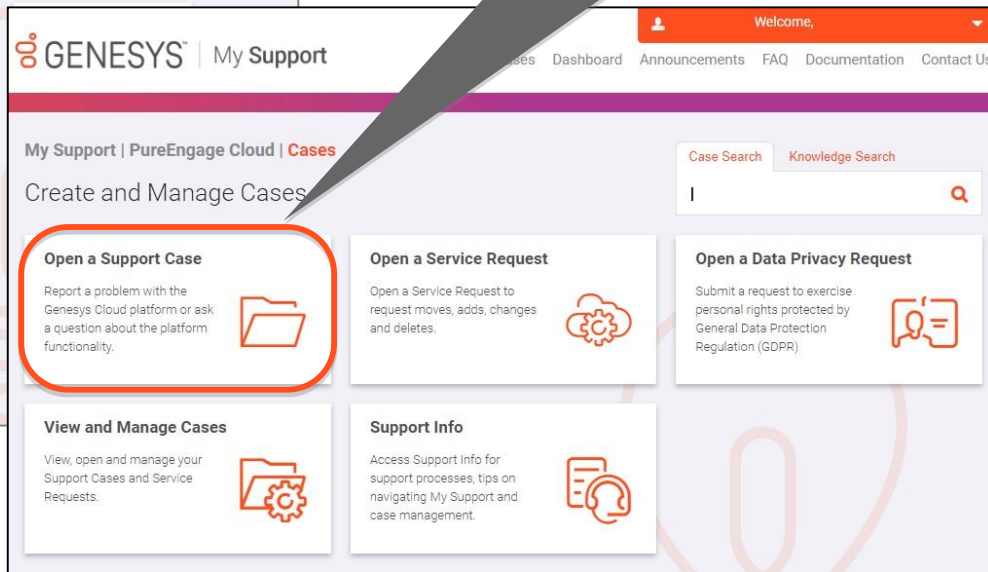 Welcome,
GENESYS™ | My Support
Dashboard Announcements FAQ Documentation Contact Us
My Support | PureEngage Cloud | Cases
Case Search Knowledge Search
Create and Manage Cases
Open a Support Case
Report a problem with the
Genesys Cloud platform or ask
a question about the platform
functionality.
Open a Service Request
Open a Service Request to
request moves, adds, changes
and deletes.
Open a Data Privacy Request
Submit a request to exercise
personal rights protected by
General Data Protection
Regulation (GDPR)
View and Manage Cases
View, open and manage your
Support Cases and Service
Requests.
Support Info
Access Support Info for
support processes, tips on
navigating My Support and
case management.